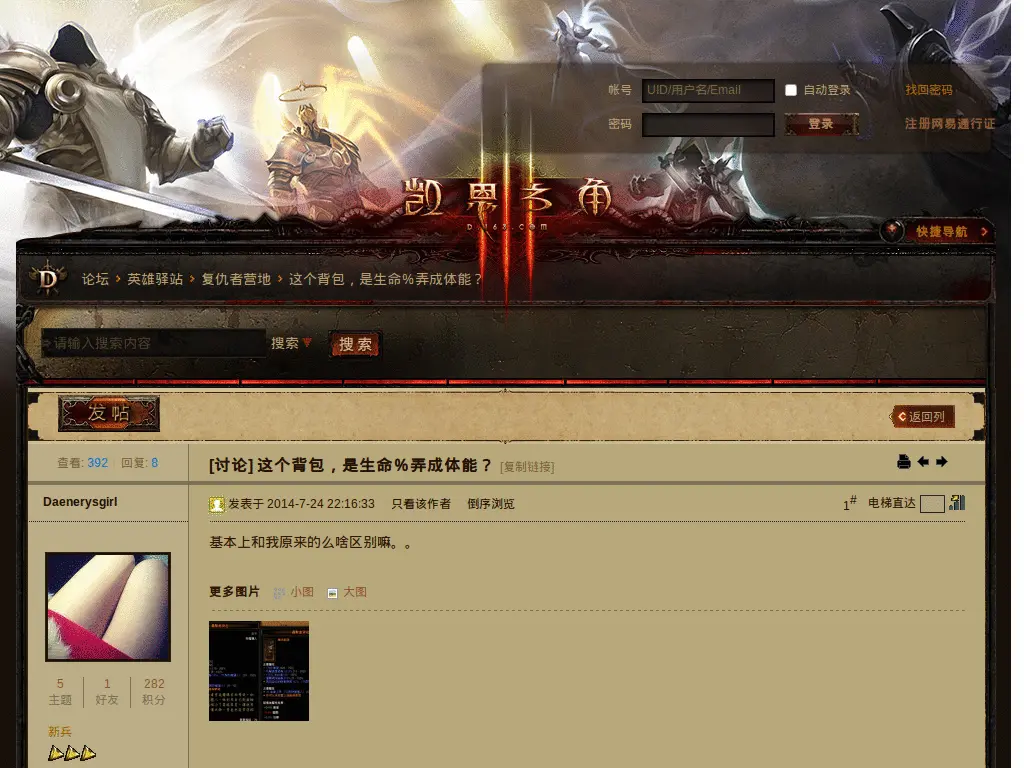 帐号 UID/用户名/Email 自动登录 找回密码
密码 登录 注册网易通行证
凯恩之角
快捷导航
论坛 › 英雄驿站 › 复仇者营地 › 这个背包，是生命%弄成体能？
请输入搜索内容 搜索 搜索
发帖 返回列
查看: 392 | 回复: 8 [讨论] 这个背包，是生命%弄成体能？ [复制链接]
Daenerysgirl 发表于 2014-7-24 22:16:33 只看该作者 倒序浏览 1# 电梯直达
基本上和我原来的么啥区别嘛。。
更多图片 小图 大图
5 1 282
主题 好友 积分
新兵